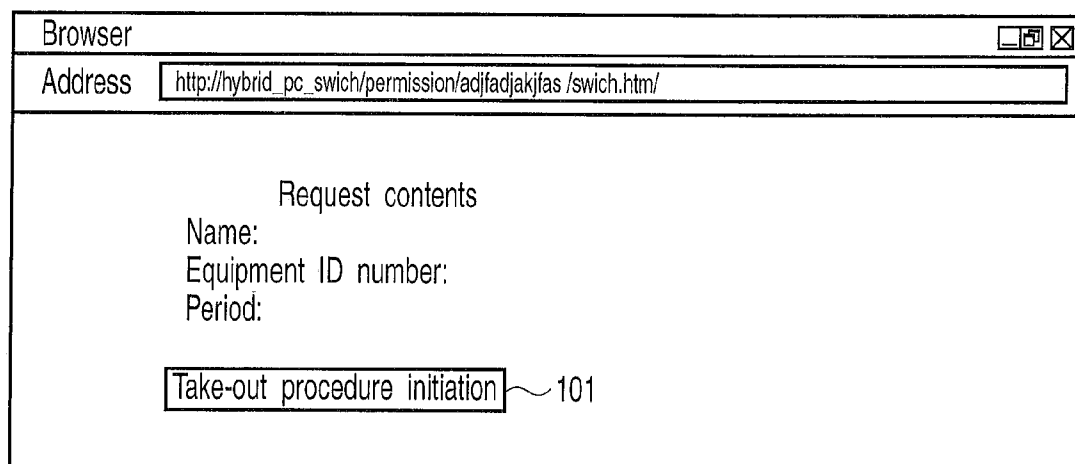 Browser
Address http://hybrid_pc_swich/permission/adjfadjakjfas /swich.htm/
Request contents
Name:
Equipment ID number:
Period:
Take-out procedure initiation 101